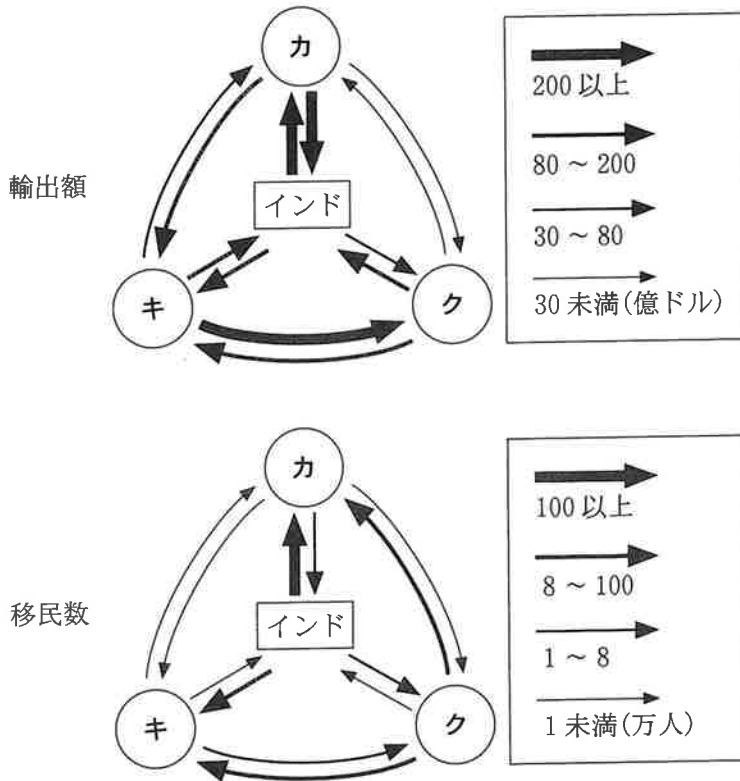 輸出額
カ
インド
キ
ク
200 以上
80 ～ 200
30 ～ 80
30 未満(億ドル)
移民数
カ
インド
キ
ク
100 以上
8 ～ 100
1 ～ 8
1 未満(万人)